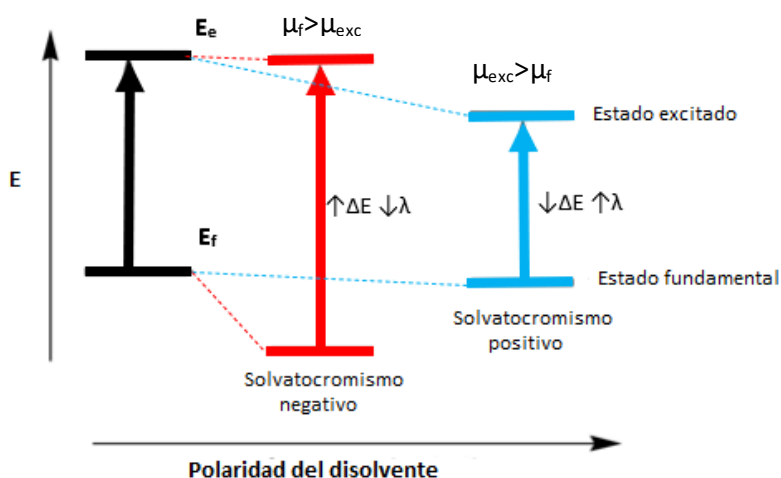 E
Eₑ
μf>μexc
μexc>μf
Estado excitado
↑ΔE ↓λ
↓ΔE ↑λ
Ef
Estado fundamental
Solvatocromismo
negativo
Solvatocromismo
positivo
Polaridad del disolvente